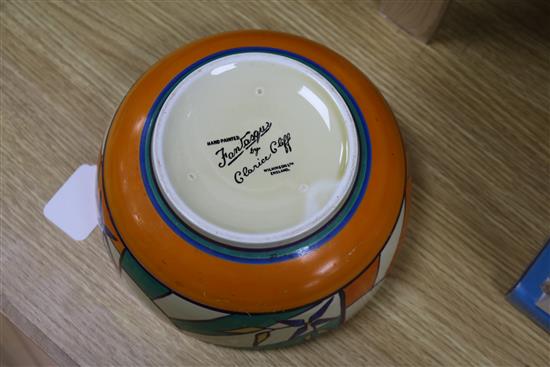 HAND PAINTED
Fantasque
by
Clarice Cliff
WILKINSON LTD
ENGLAND.